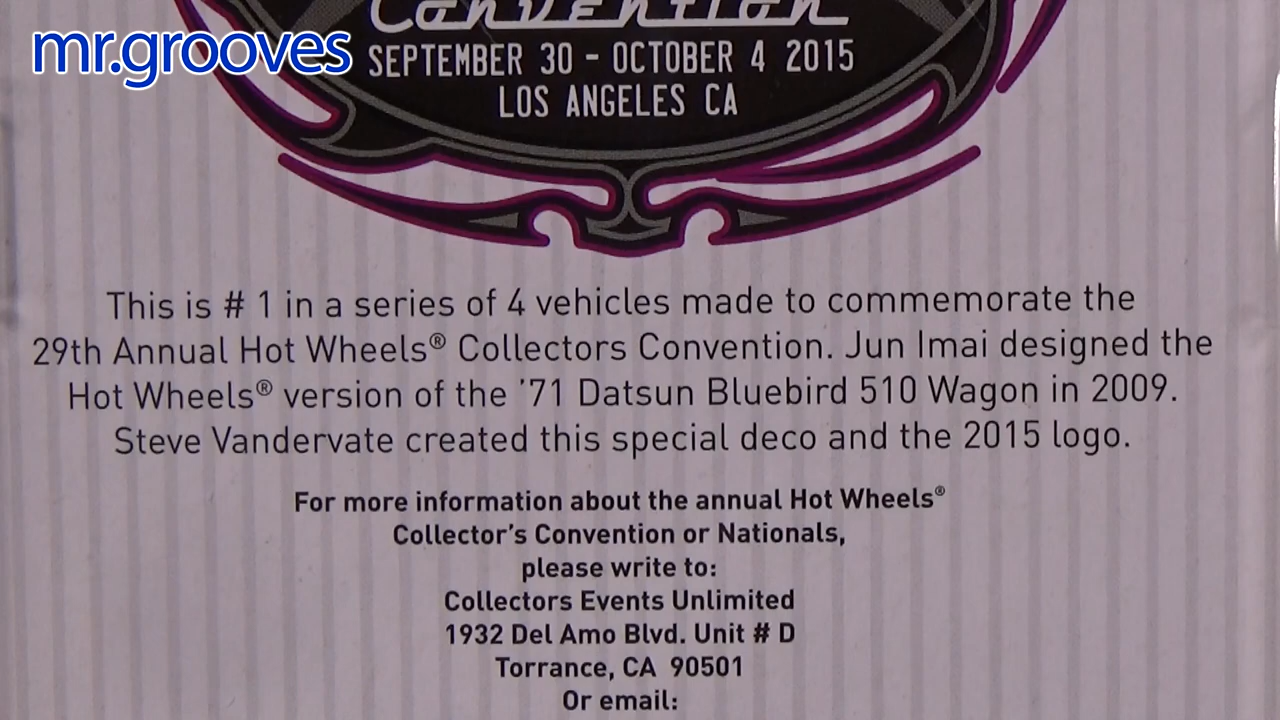 Convention
mr.grooves
SEPTEMBER 30 - OCTOBER 4 2015
LOS ANGELES CA
This is # 1 in a series of 4 vehicles made to commemorate the
29th Annual Hot Wheels® Collectors Convention. Jun Imai designed the
Hot Wheels® version of the '71 Datsun Bluebird 510 Wagon in 2009.
Steve Vandervate created this special deco and the 2015 logo.
For more information about the annual Hot Wheels®
Collector's Convention or Nationals,
please write to:
Collectors Events Unlimited
1932 Del Amo Blvd. Unit # D
Torrance, CA 90501
Or email: